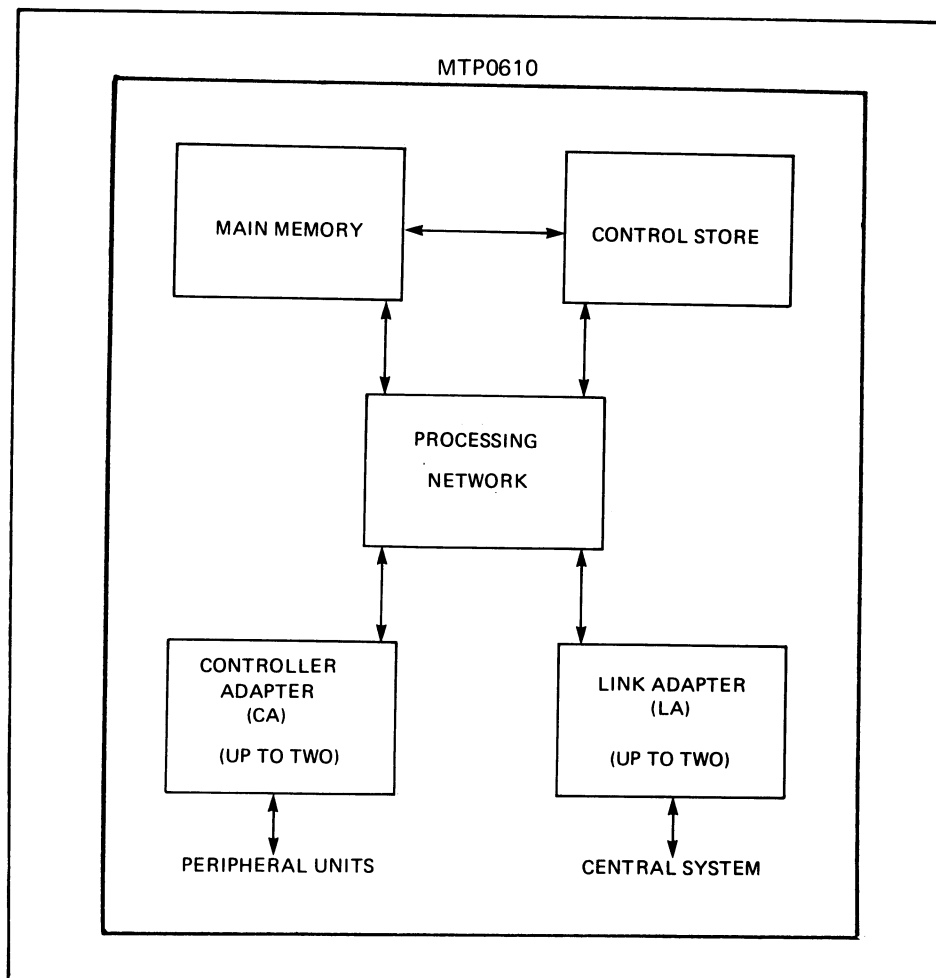 MTP0610
MAIN MEMORY
CONTROL STORE
PROCESSING
NETWORK
CONTROLLER
ADAPTER
(CA)
(UP TO TWO)
LINK ADAPTER
(LA)
(UP TO TWO)
PERIPHERAL UNITS
CENTRAL SYSTEM